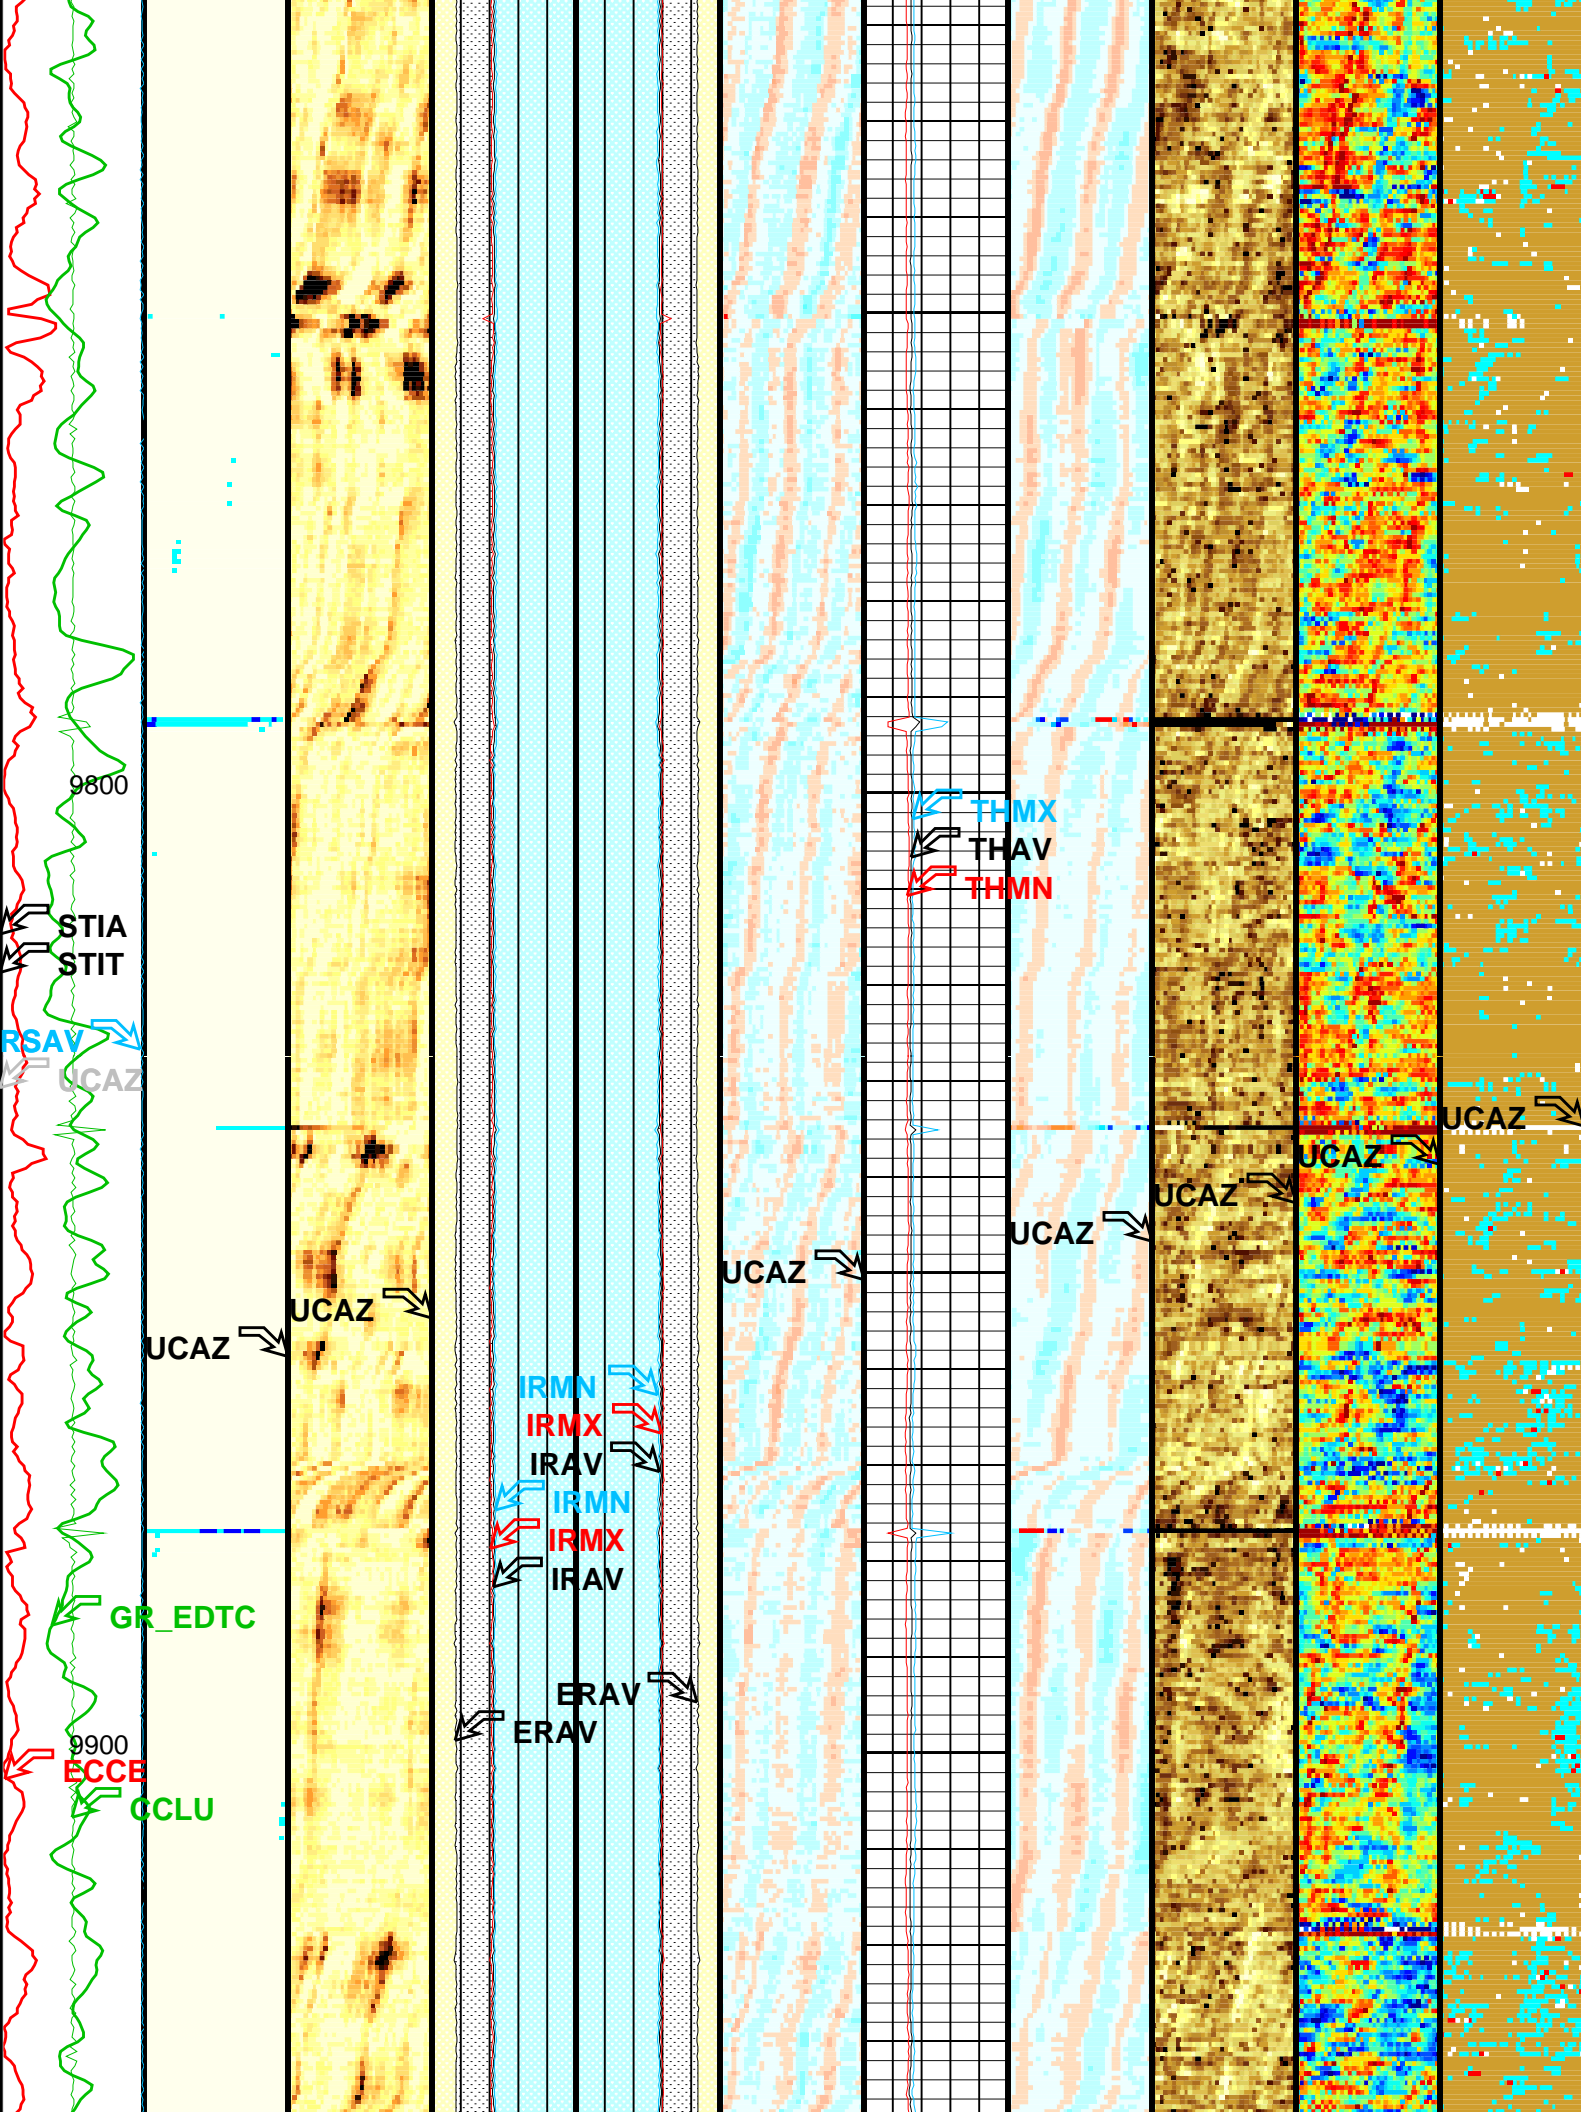 9800
THMX
THAV
THMN
STIA
STIT
RSAV
UCAZ
UCAZ
UCAZ
UCAZ
UCAZ
UCAZ
UCAZ
UCAZ
IRMN
IRMX
IRAV
IRMN
IRMX
IRAV
GR_EDTC
ERAV
ERAV
9900
ECCE
CCLU